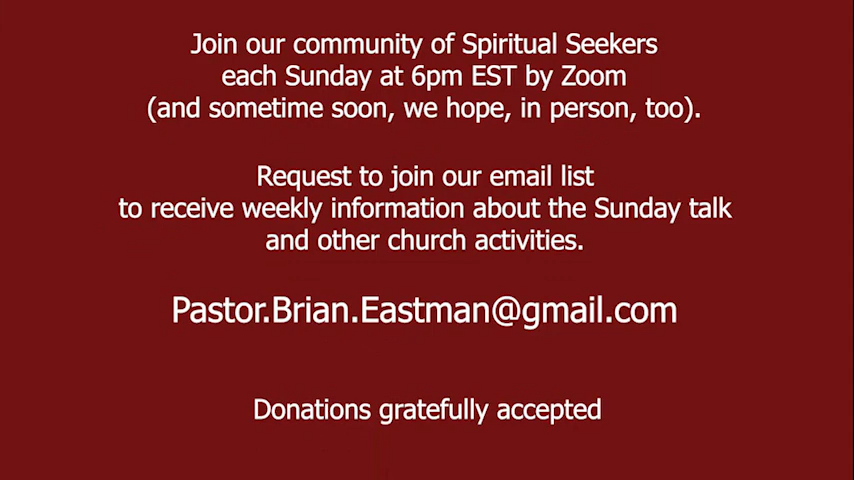 Join our community of Spiritual Seekers
each Sunday at 6pm EST by Zoom
(and sometime soon, we hope, in person, too).
Request to join our email list
to receive weekly information about the Sunday talk
and other church activities.
Pastor.Brian.Eastman@gmail.com
Donations gratefully accepted